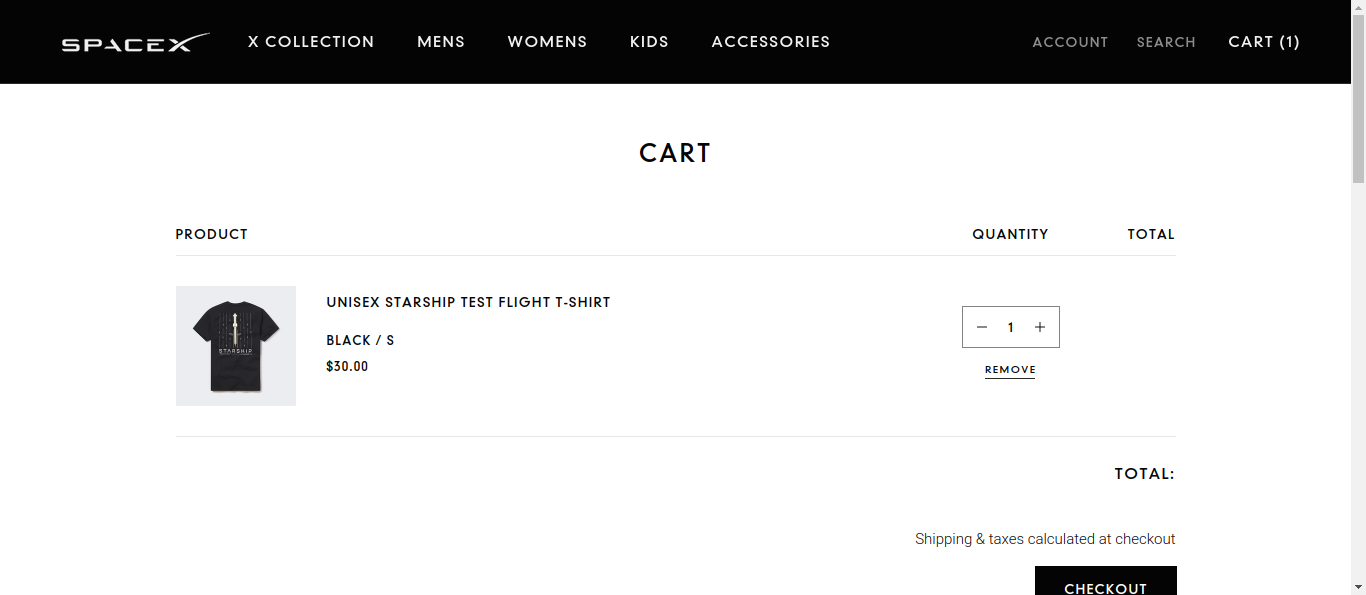 SPACEX X COLLECTION MENS WOMENS KIDS ACCESSORIES ACCOUNT SEARCH CART (1)
CART
PRODUCT QUANTITY TOTAL
UNISEX STARSHIP TEST FLIGHT T-SHIRT
STARSHIP
BLACK / S
$30.00
1
REMOVE
TOTAL:
Shipping & taxes calculated at checkout
CHECKOUT